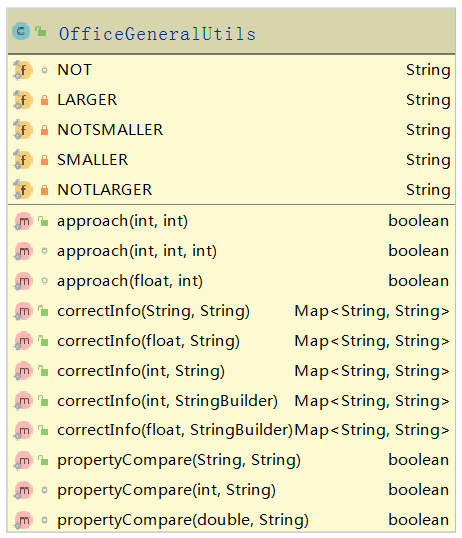 C OfficeGeneralUtils
f NOT String
f LARGER String
f NOTSMALLER String
f SMALLER String
f NOTLARGER String
m approach(int, int) boolean
m approach(int, int, int) boolean
m approach(float, int) boolean
m correctInfo(String, String) Map<String, String>
m correctInfo(float, String) Map<String, String>
m correctInfo(int, String) Map<String, String>
m correctInfo(int, StringBuilder) Map<String, String>
m correctInfo(float, StringBuilder) Map<String, String>
m propertyCompare(String, String) boolean
m propertyCompare(int, String) boolean
m propertyCompare(double, String) boolean